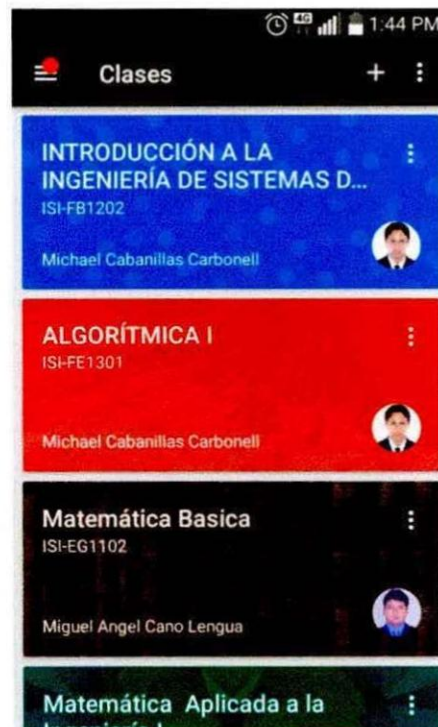 4G 1:44 PM
Clases
INTRODUCCIÓN A LA
INGENIERÍA DE SISTEMAS D...
ISI-FB1202
Michael Cabanillas Carbonell
ALGORÍTMICA I
ISI-FE1301
Michael Cabanillas Carbonell
Matemática Basica
ISI-EG1102
Miguel Angel Cano Lengua
Matemática Aplicada a la